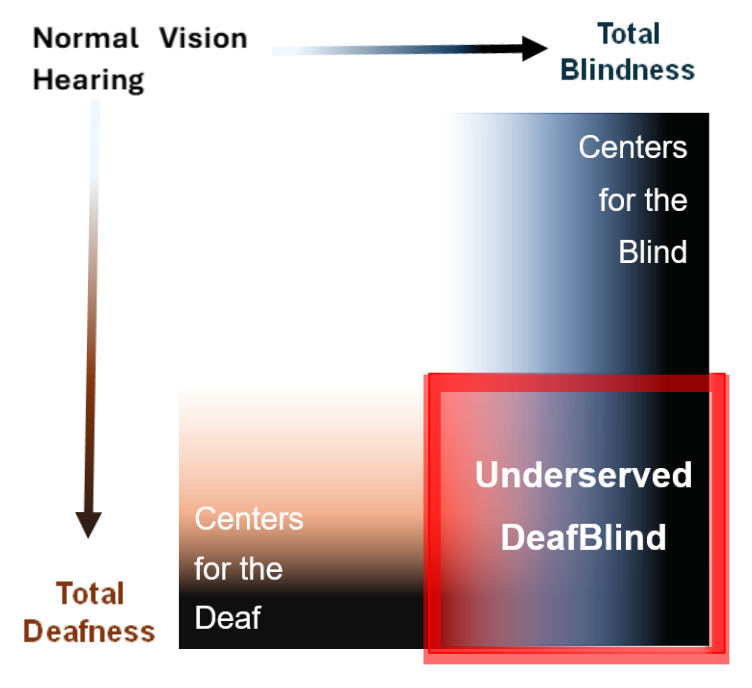 Normal Vision
Hearing
Total
Blindness
Centers
for the
Blind
Underserved
DeafBlind
Centers
for the
Deaf
Total
Deafness